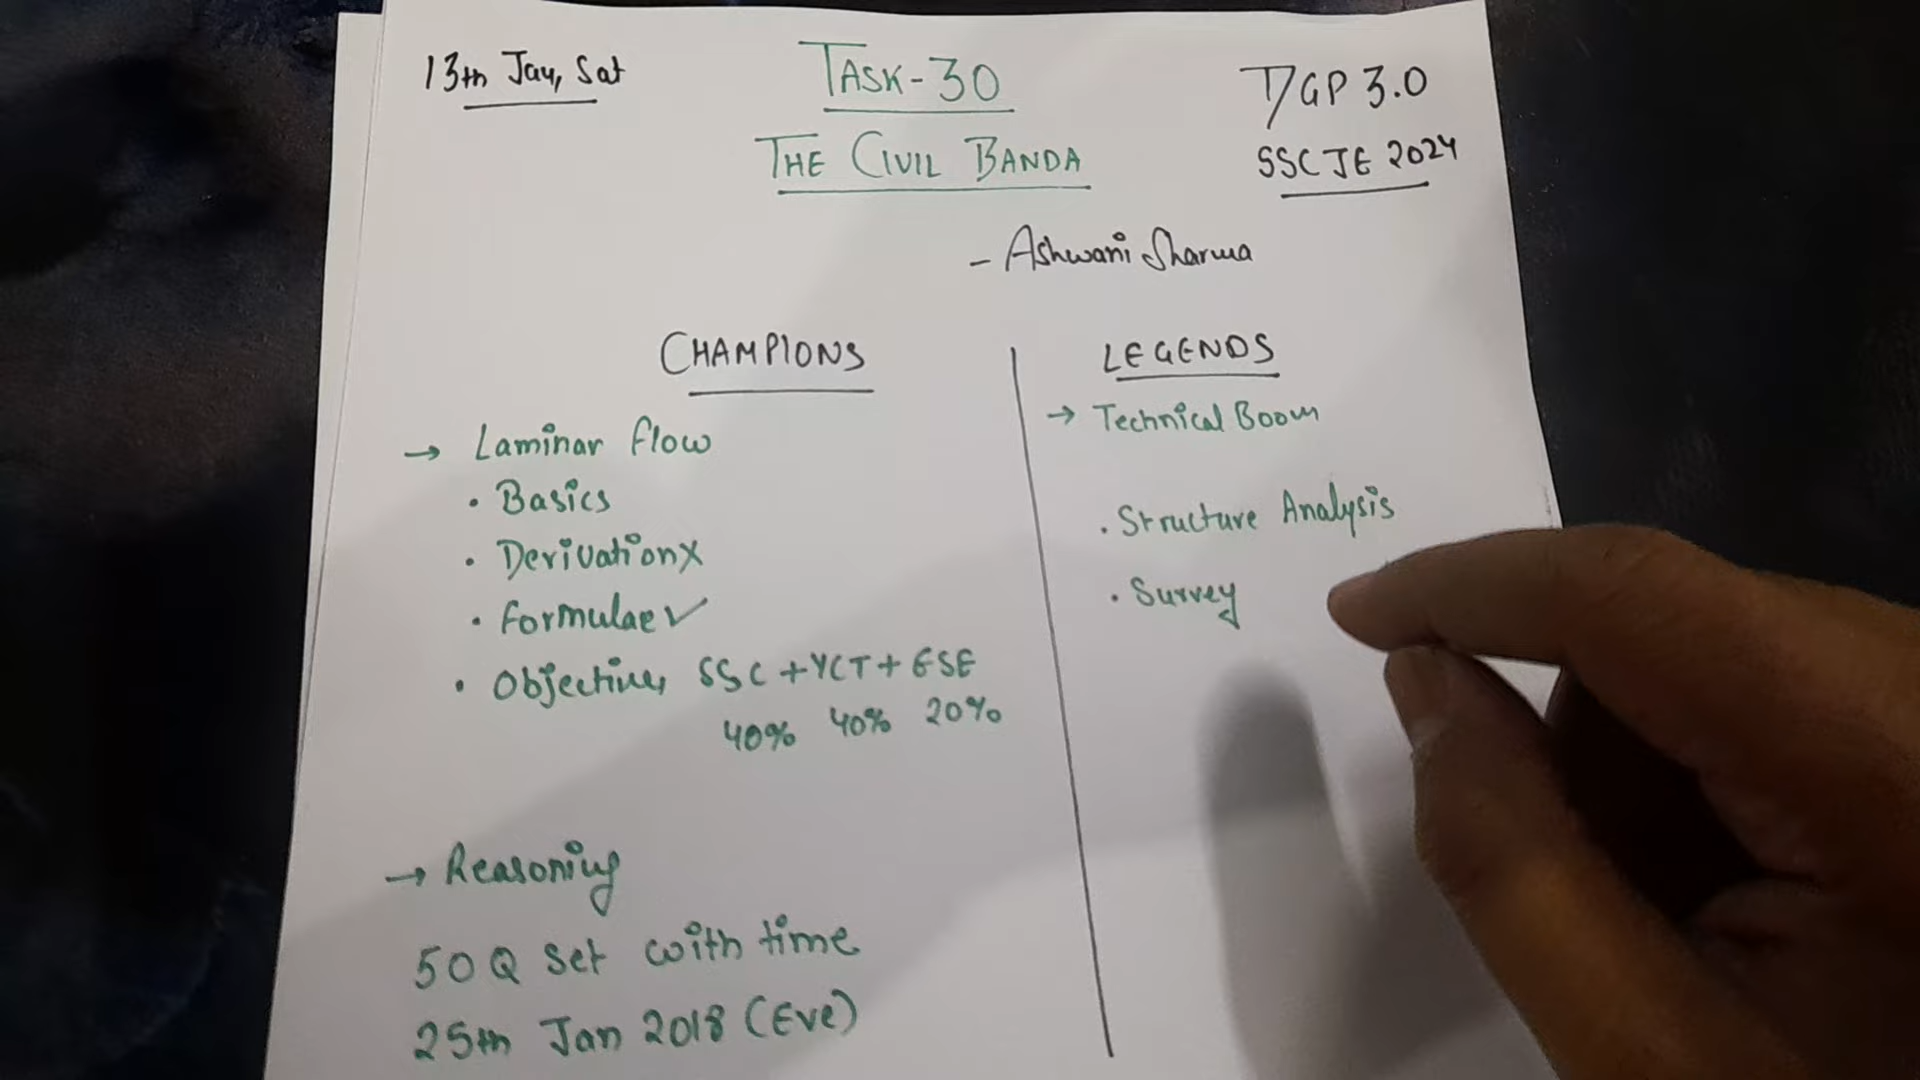 13th Jan, Sat
TASK-30
T/GP 3.0
THE CIVIL BANDA
SSC JE 2024
- Ashwani Sharma
CHAMPIONS
→ Laminar flow
• Basics
• Derivation X
• Formulae ✓
• Objective, SSC + YCT + ESE
40% 40% 20%
→ Reasoning
50 Q Set with time
25th Jan 2018 (Eve)
LEGENDS
→ Technical Boom
• Structure Analysis
• Survey